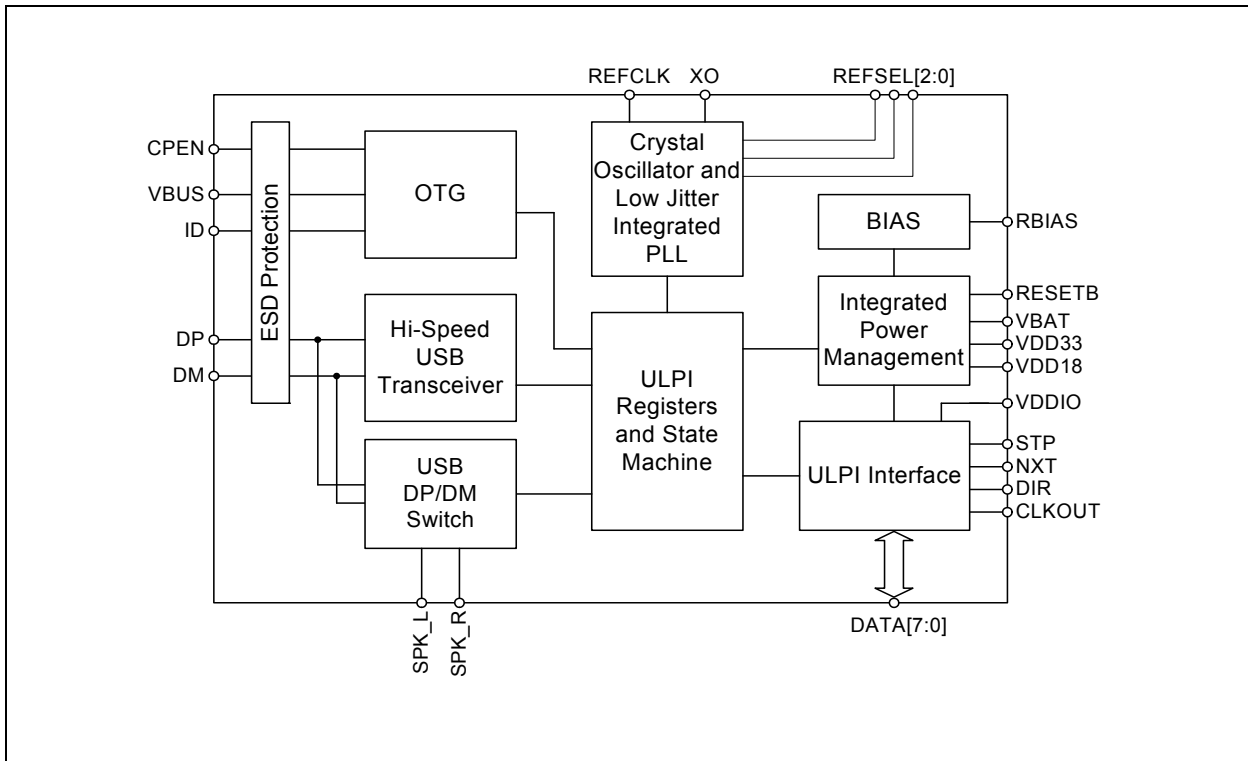 REFCLK
XO
REFSEL[2:0]
CPEN
VBUS
ID
DP
DM
ESD Protection
OTG
Hi-Speed
USB
Transceiver
USB
DP/DM
Switch
SPK_L
SPK_R
Crystal
Oscillator and
Low Jitter
Integrated
PLL
ULPI
Registers
and State
Machine
BIAS
Integrated
Power
Management
ULPI Interface
RBIAS
RESETB
VBAT
VDD33
VDD18
VDDIO
STP
NXT
DIR
CLKOUT
DATA[7:0]